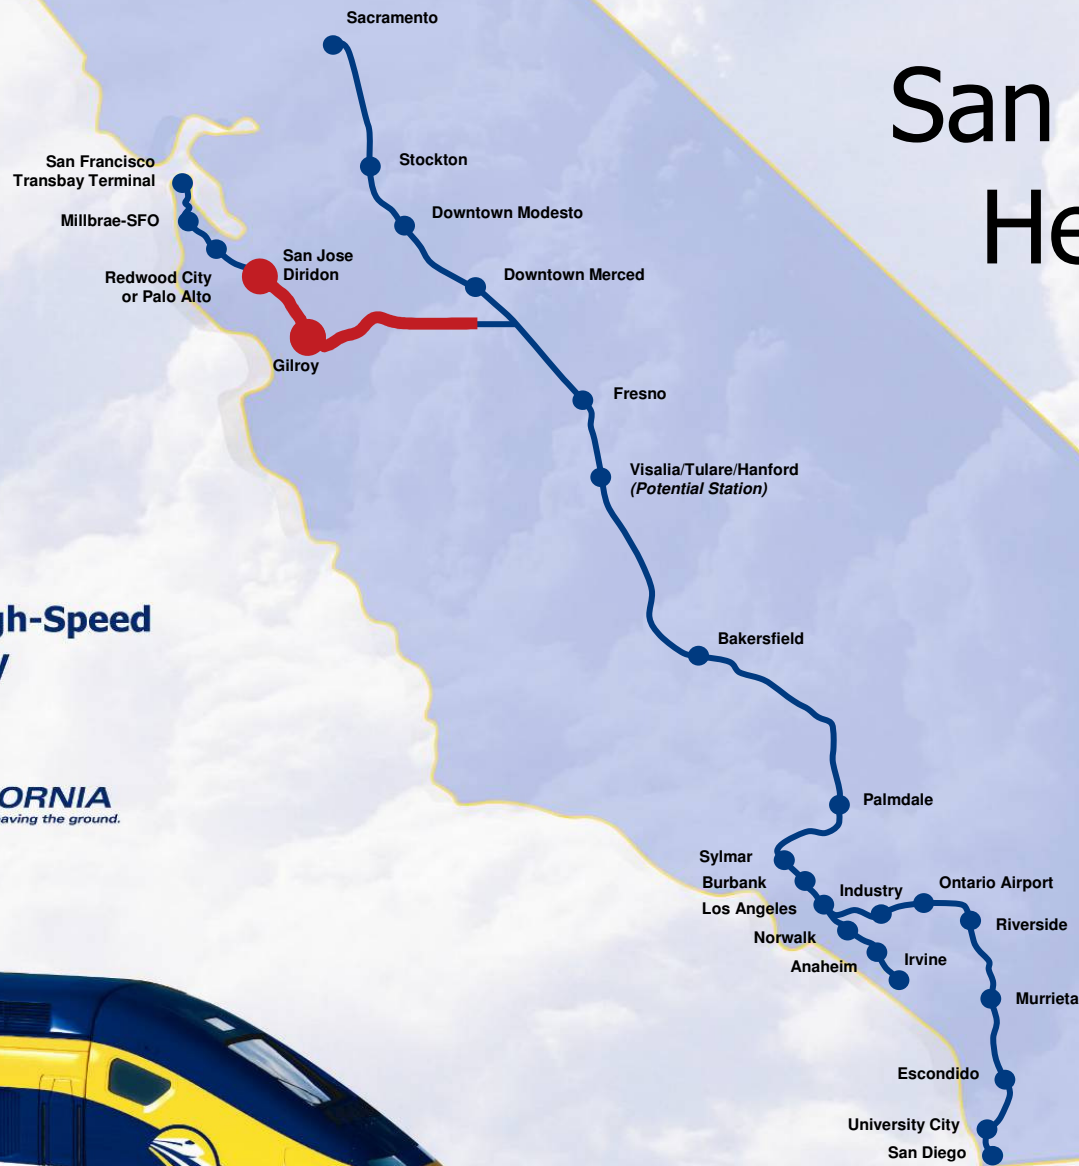 Sacramento
San
He
San Francisco
Transbay Terminal
Stockton
Millbrae-SFO
Downtown Modesto
San Jose
Diridon
Redwood City
or Palo Alto
Downtown Merced
Gilroy
Fresno
Visalia/Tulare/Hanford
(Potential Station)
gh-Speed
y
Bakersfield
ORNIA
eaving the ground.
Palmdale
Sylmar
Burbank
Los Angeles
Industry
Ontario Airport
Riverside
Norwalk
Anaheim
Irvine
Murrieta
Escondido
University City
San Diego